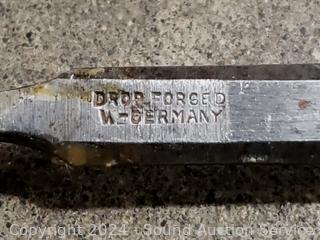 DROP FORGED
W-GERMANY
Copyright 2024 - Sound Auction Service